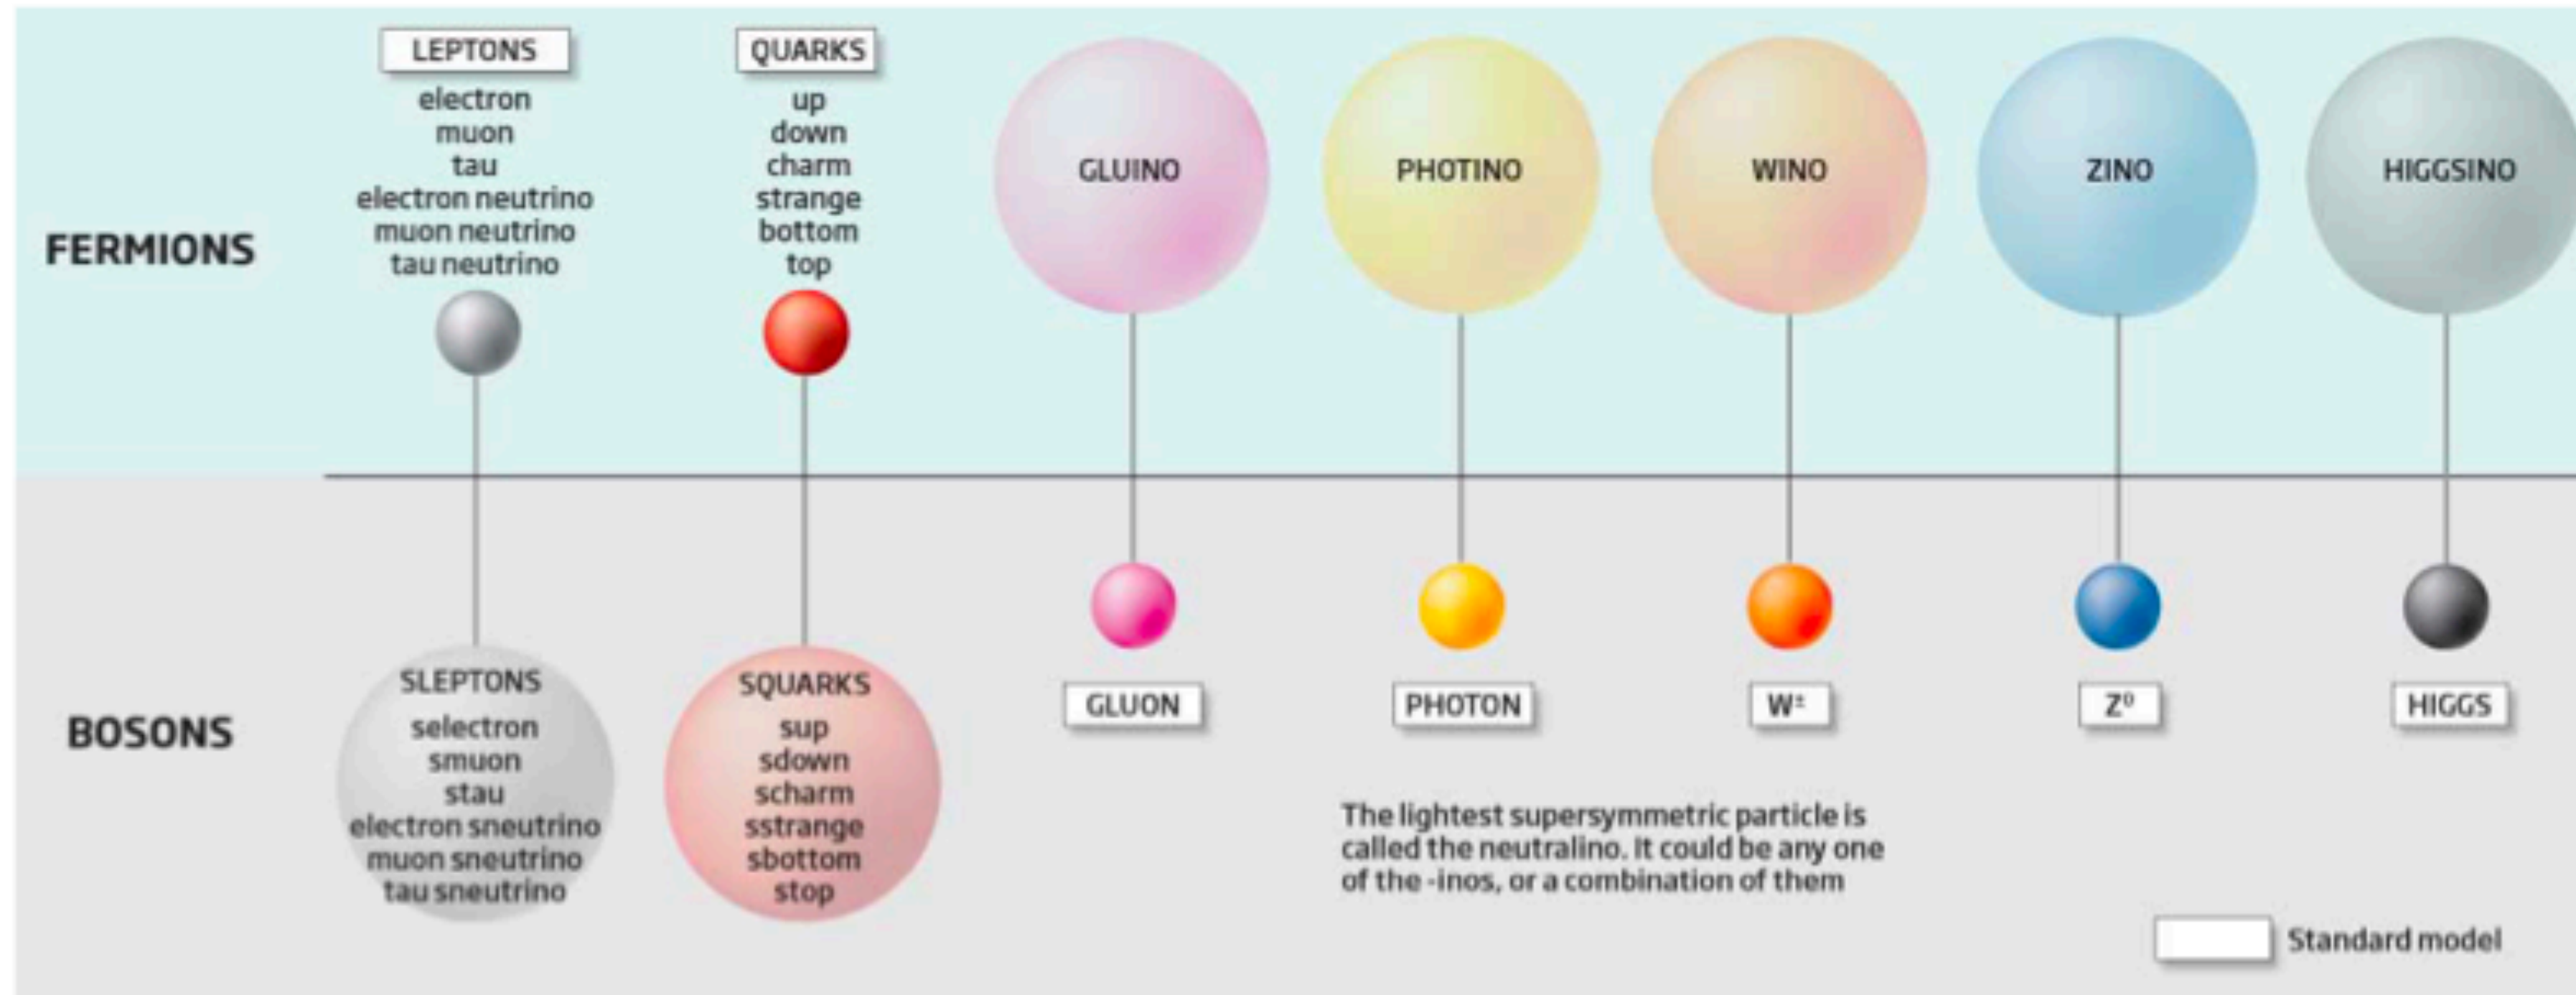 LEPTONS
electron
muon
tau
electron neutrino
muon neutrino
tau neutrino
QUARKS
up
down
charm
strange
bottom
top
GLUINO
PHOTINO
WINO
ZINO
HIGGSINO
FERMIONS
BOSONS
SLEPTONS
selectron
smuon
stau
electron sneutrino
muon sneutrino
tau sneutrino
SQUARKS
sup
sdown
scharm
sstrange
sbottom
stop
GLUON
PHOTON
W±
Z⁰
HIGGS
The lightest supersymmetric particle is
called the neutralino. It could be any one
of the -inos, or a combination of them
Standard model